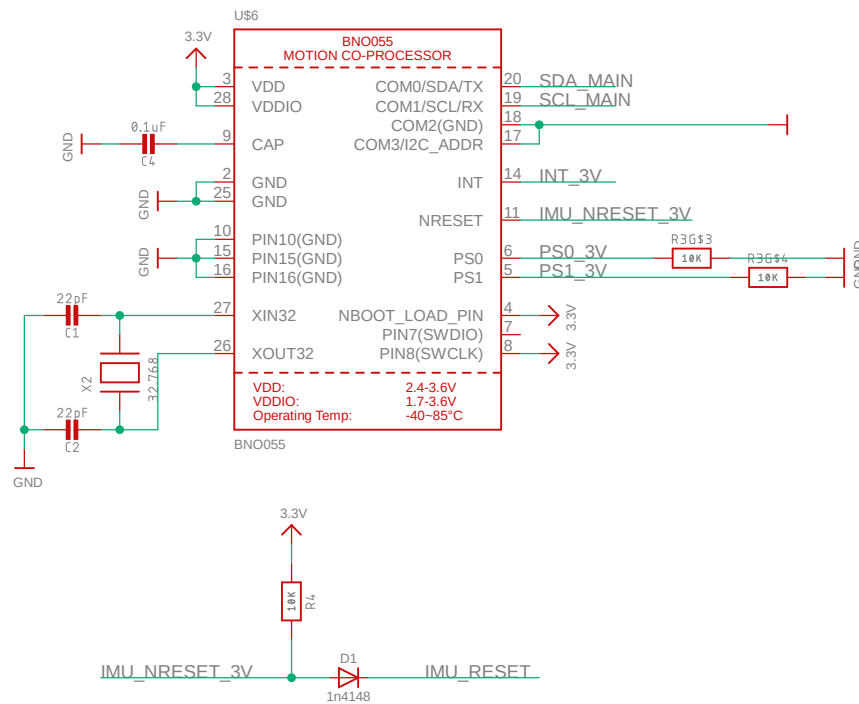 U$6
3.3V
BNO055
MOTION CO-PROCESSOR
3 VDD COM0/SDA/TX 20 SDA_MAIN
28 VDDIO COM1/SCL/RX 19 SCL_MAIN
COM2(GND) 18
GND 0.1uF C4 9 CAP COM3/I2C_ADDR 17
2 GND INT 14 INT_3V
GND 25 GND
NRESET 11 IMU_NRESET_3V
10 PIN10(GND)
GND 15 PIN15(GND) PS0 6 PS0_3V R3G$3 10K GND
16 PIN16(GND) PS1 5 PS1_3V R3G$4 10K GND
22pF C1 27 XIN32 NBOOT_LOAD_PIN 4 3.3V
PIN7(SWDIO) 7
26 XOUT32 PIN8(SWCLK) 8 3.3V
X2 32.768
VDD: 2.4-3.6V
VDDIO: 1.7-3.6V
22pF C2 Operating Temp: -40~85°C
BNO055
GND
3.3V
10K R4
IMU_NRESET_3V D1 IMU_RESET
1n4148